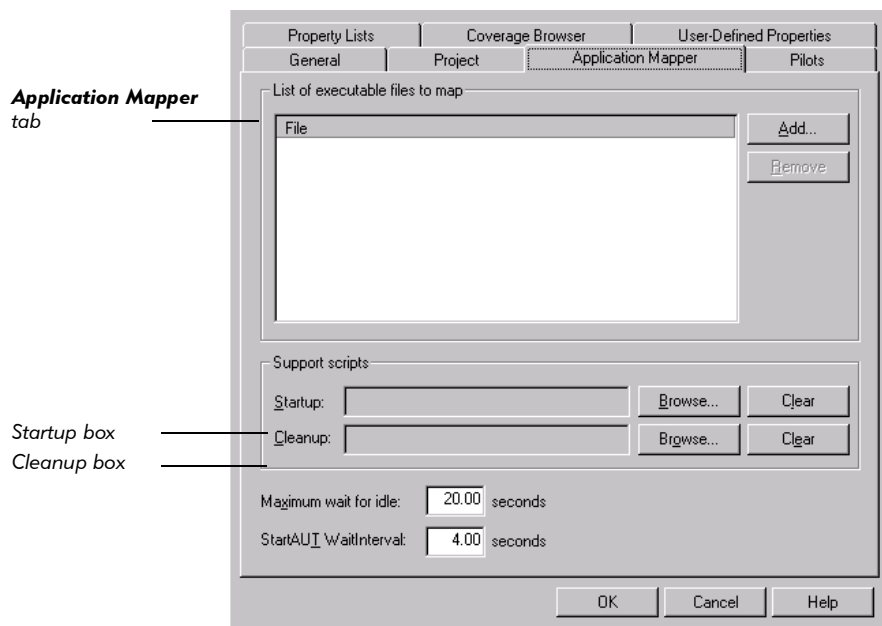 Property Lists Coverage Browser User-Defined Properties
General Project Application Mapper Pilots
Application Mapper
tab
List of executable files to map
File
Add...
Remove
Support scripts
Startup: Browse... Clear
Startup box
Cleanup: Browse... Clear
Cleanup box
Maximum wait for idle: 20.00 seconds
StartAUT WaitInterval: 4.00 seconds
OK Cancel Help